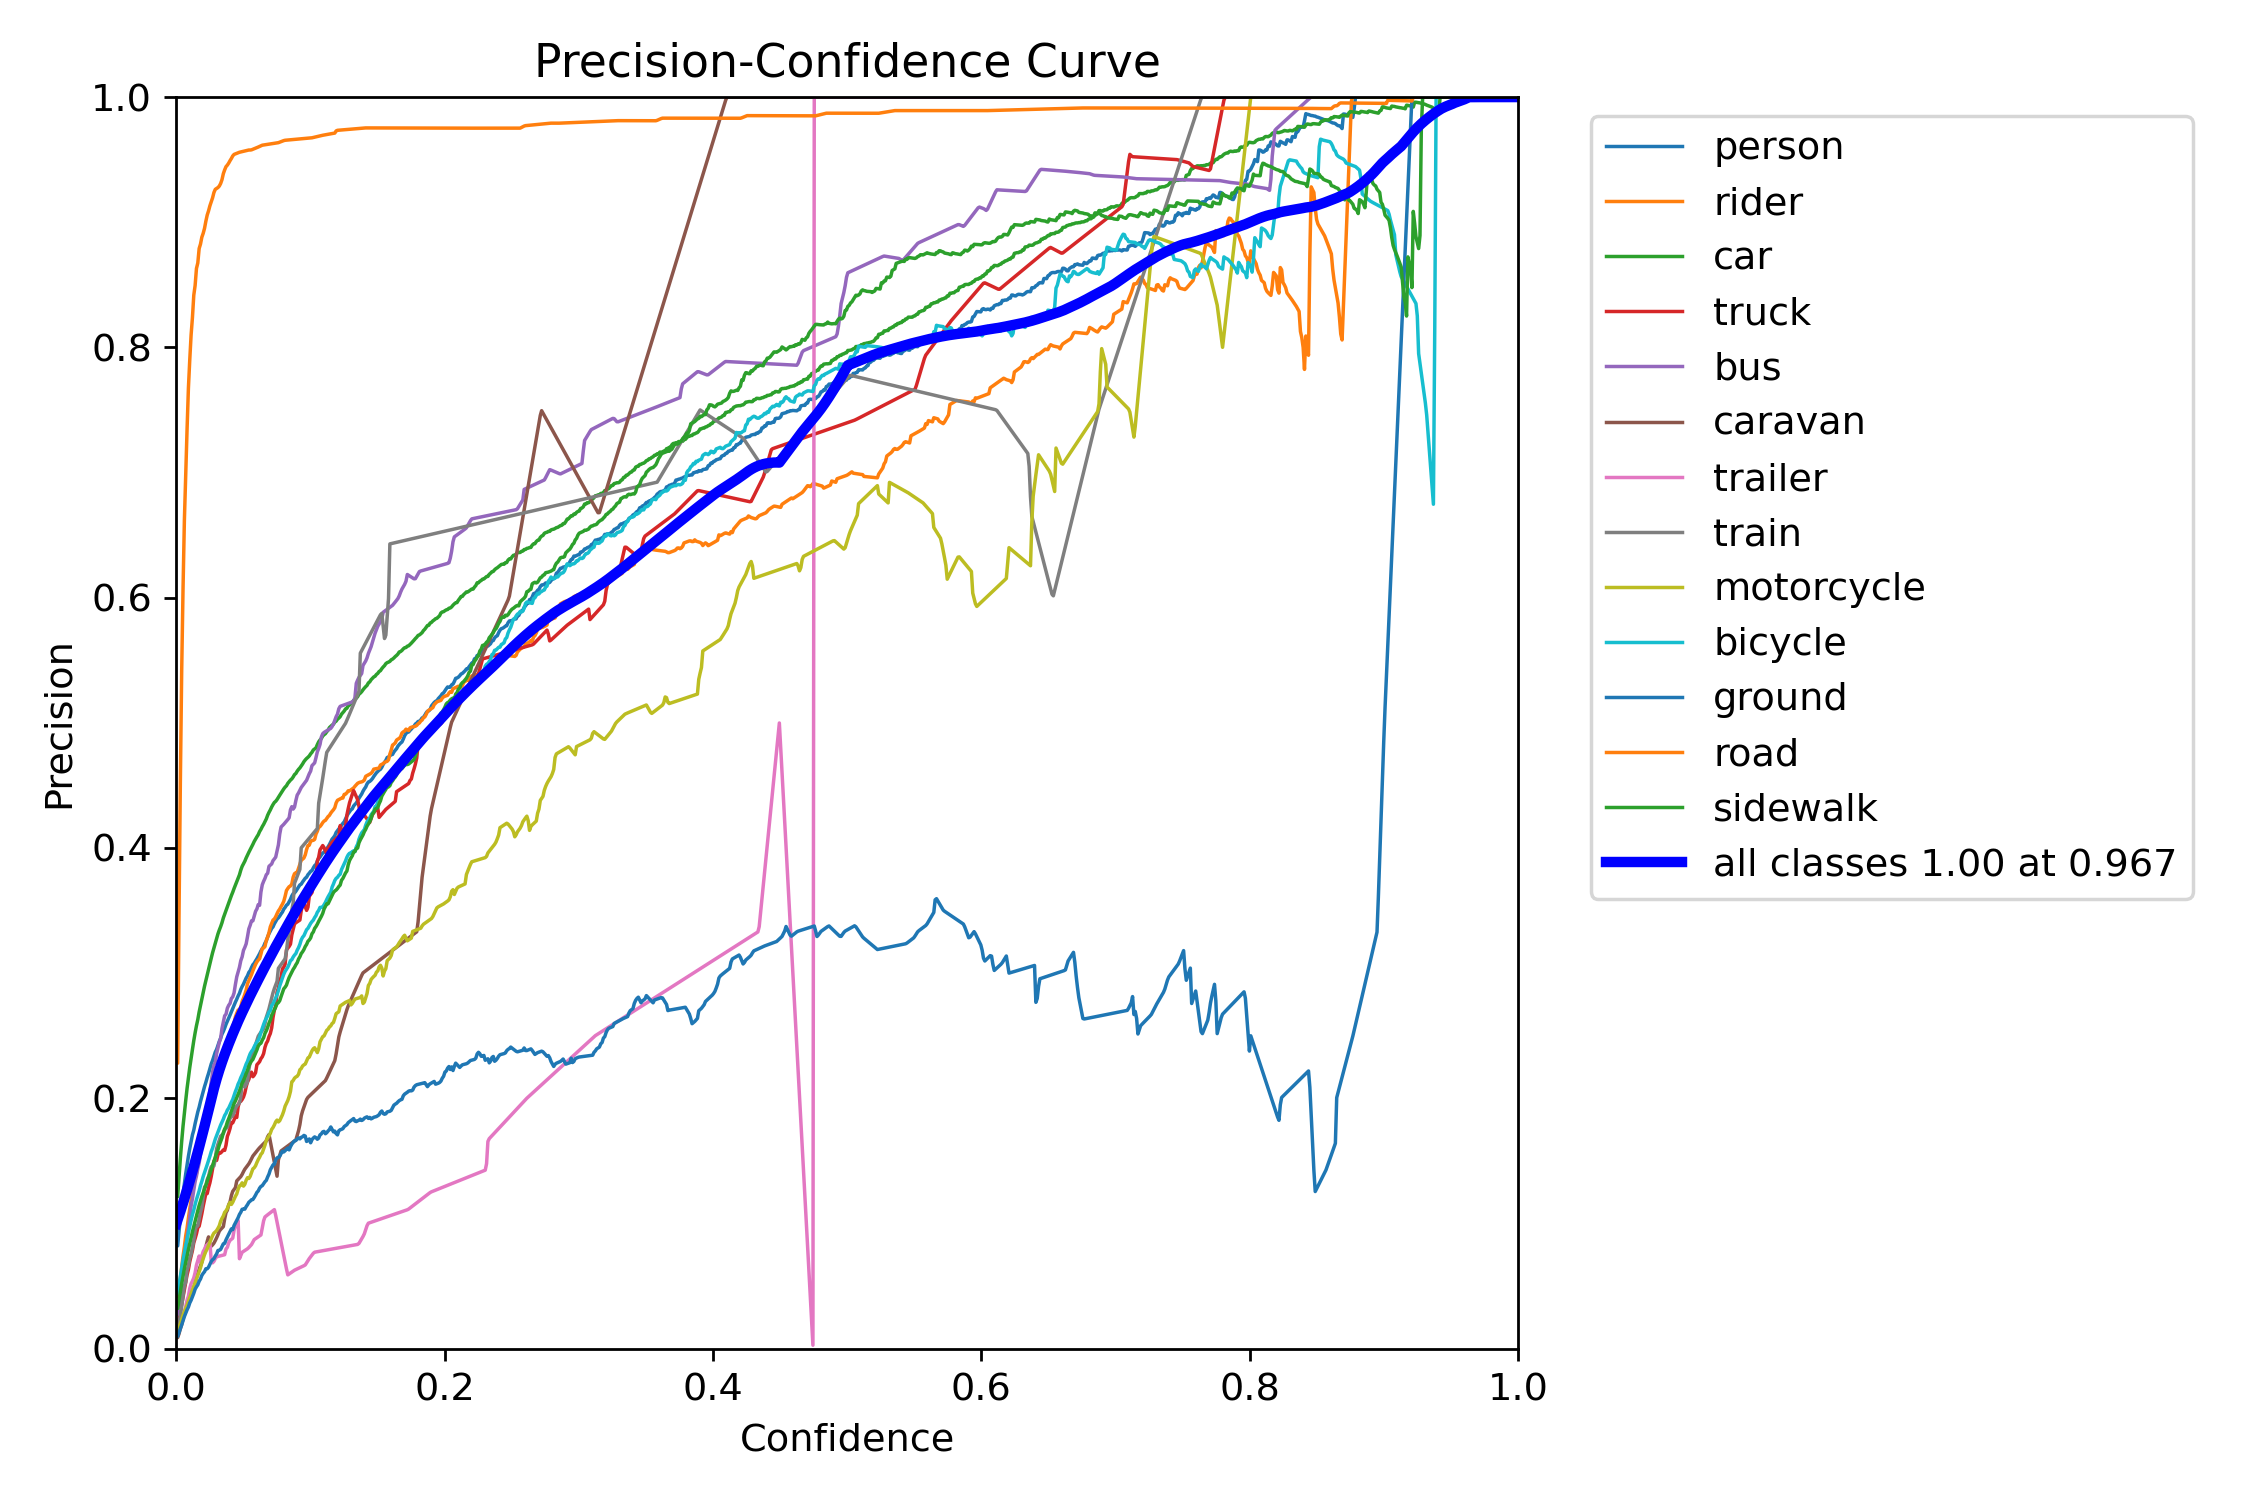 Precision-Confidence Curve
1.0
0.8
0.6
0.4
0.2
0.0
Precision
0.0 0.2 0.4 0.6 0.8 1.0
Confidence
person
rider
car
truck
bus
caravan
trailer
train
motorcycle
bicycle
ground
road
sidewalk
all classes 1.00 at 0.967